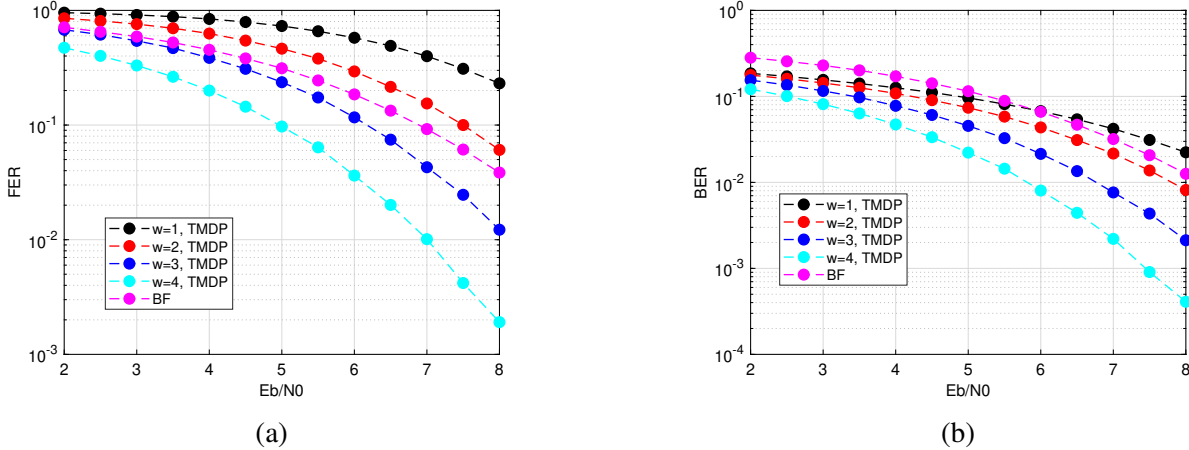 10^0
10^-1
10^-2
10^-3
FER
2 3 4 5 6 7 8
Eb/N0
w=1, TMDP
w=2, TMDP
w=3, TMDP
w=4, TMDP
BF
(a)
10^0
10^-1
10^-2
10^-3
10^-4
BER
2 3 4 5 6 7 8
Eb/N0
w=1, TMDP
w=2, TMDP
w=3, TMDP
w=4, TMDP
BF
(b)